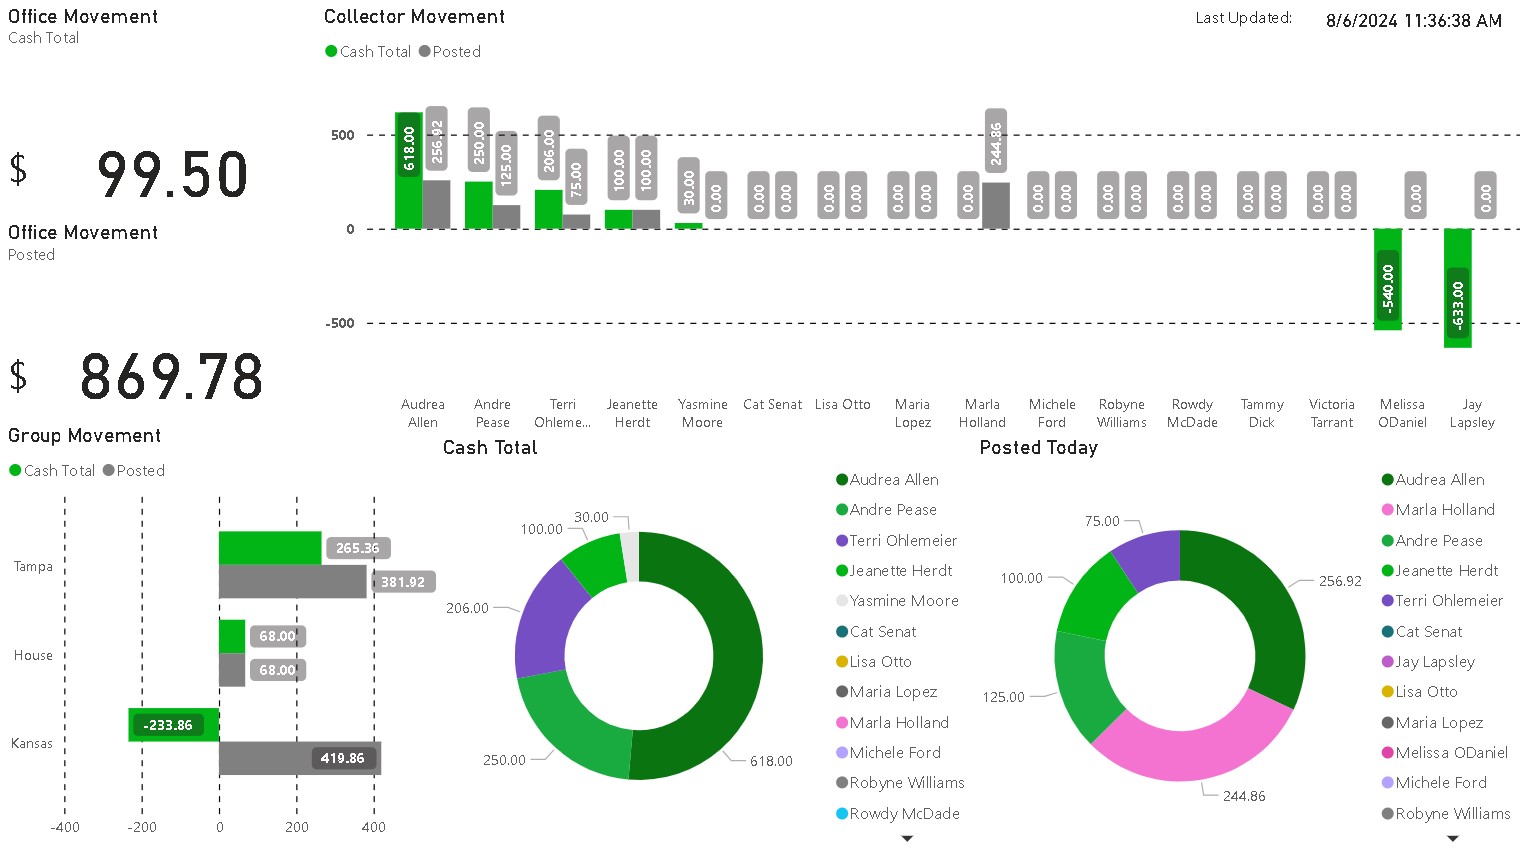 Office Movement
Cash Total
$ 99.50
Office Movement
Posted
$ 869.78
Collector Movement
Cash Total Posted
Last Updated: 8/6/2024 11:36:38 AM
500
0
-500
618.00 256.92 250.00 125.00 206.00 75.00 100.00 100.00 30.00 0.00 0.00 0.00 0.00 0.00 0.00 0.00 0.00 244.86 0.00 0.00 0.00 0.00 0.00 0.00 0.00 0.00 0.00 0.00 -540.00 0.00 -633.00 0.00
Audrea Allen
Andre Pease
Terri Ohleme...
Jeanette Herdt
Yasmine Moore
Cat Senat
Lisa Otto
Maria Lopez
Marla Holland
Michele Ford
Robyne Williams
Rowdy McDade
Tammy Dick
Victoria Tarrant
Melissa ODaniel
Jay Lapsley
Group Movement
Cash Total Posted
Tampa
265.36
381.92
House
68.00
68.00
Kansas
-233.86
419.86
-400 -200 0 200 400
Cash Total
30.00
100.00
206.00
250.00
618.00
Audrea Allen
Andre Pease
Terri Ohlemeier
Jeanette Herdt
Yasmine Moore
Cat Senat
Lisa Otto
Maria Lopez
Marla Holland
Michele Ford
Robyne Williams
Rowdy McDade
Posted Today
75.00
100.00
125.00
256.92
244.86
Audrea Allen
Marla Holland
Andre Pease
Jeanette Herdt
Terri Ohlemeier
Cat Senat
Jay Lapsley
Lisa Otto
Maria Lopez
Melissa ODaniel
Michele Ford
Robyne Williams